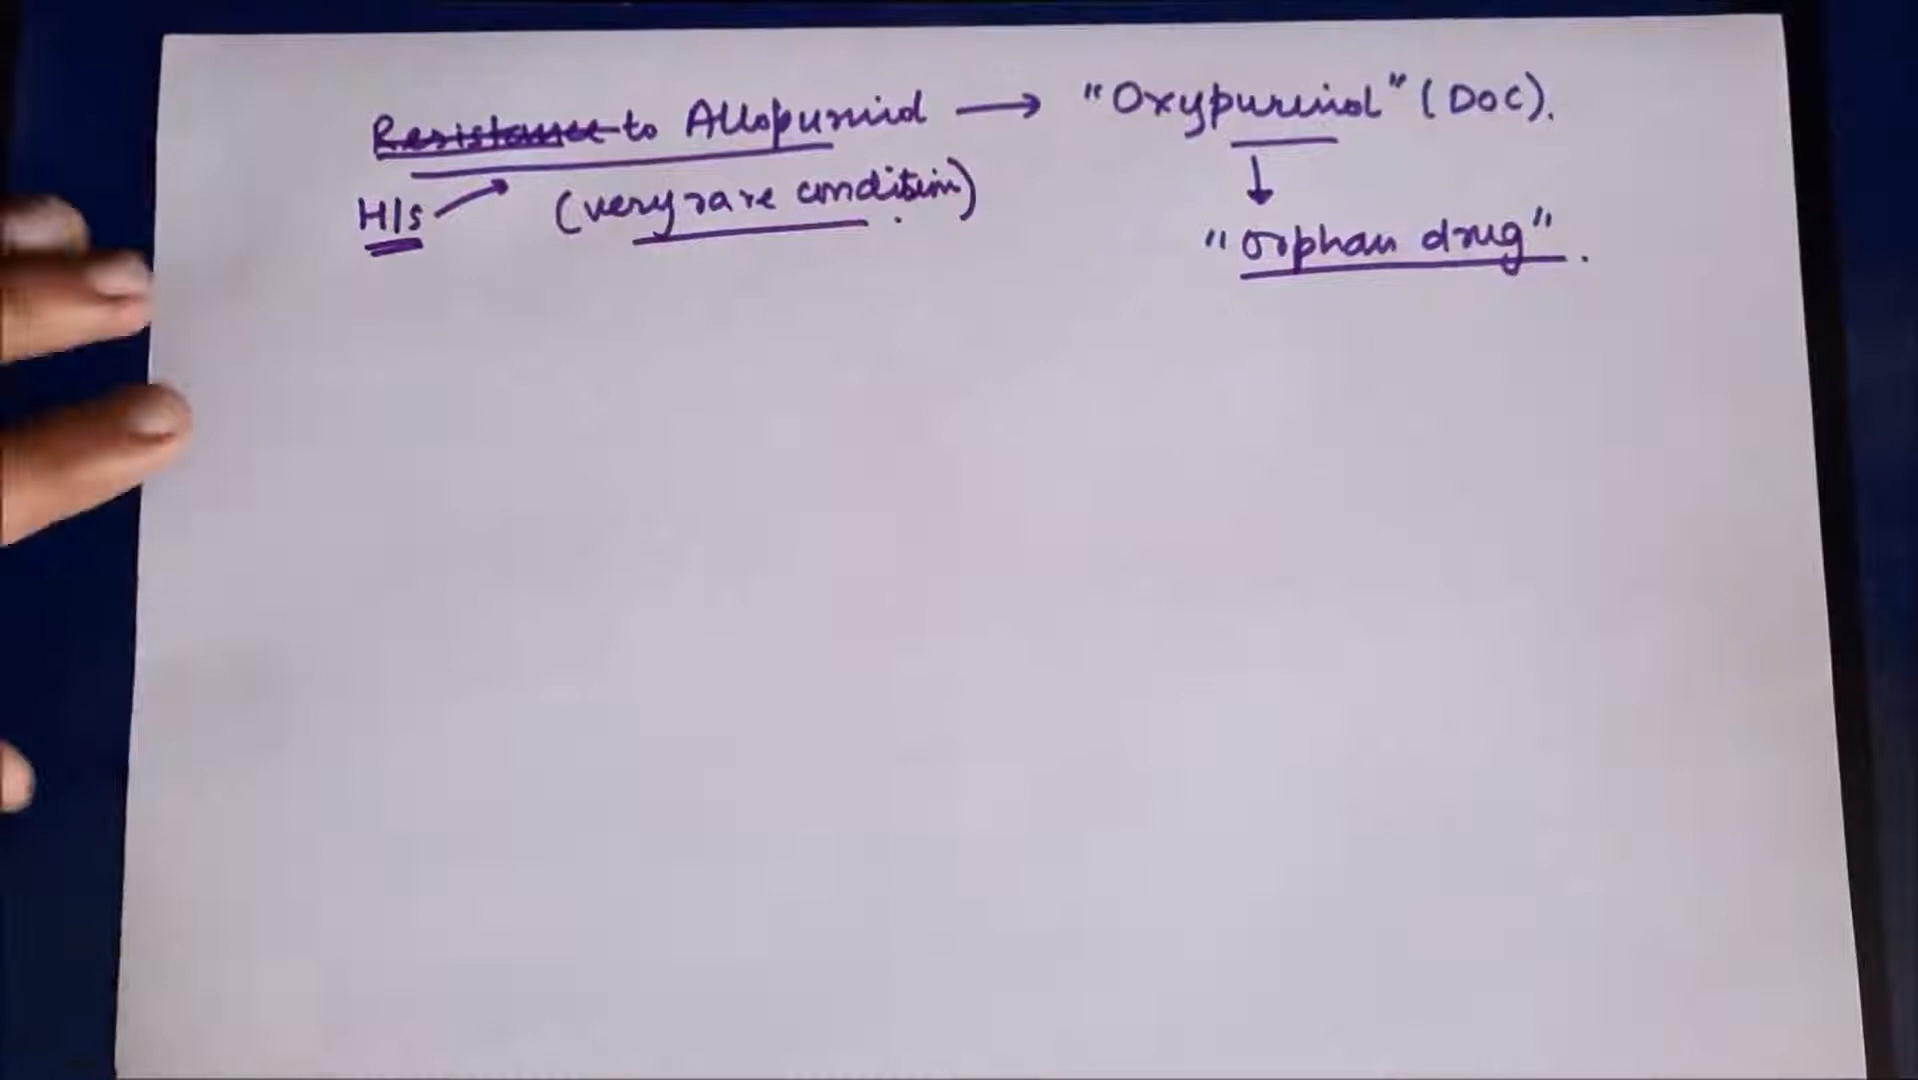 Resistance to Allopurinol → "Oxypurinol" (DOC).
H/s → (very rare condition)
↓
"orphan drug".